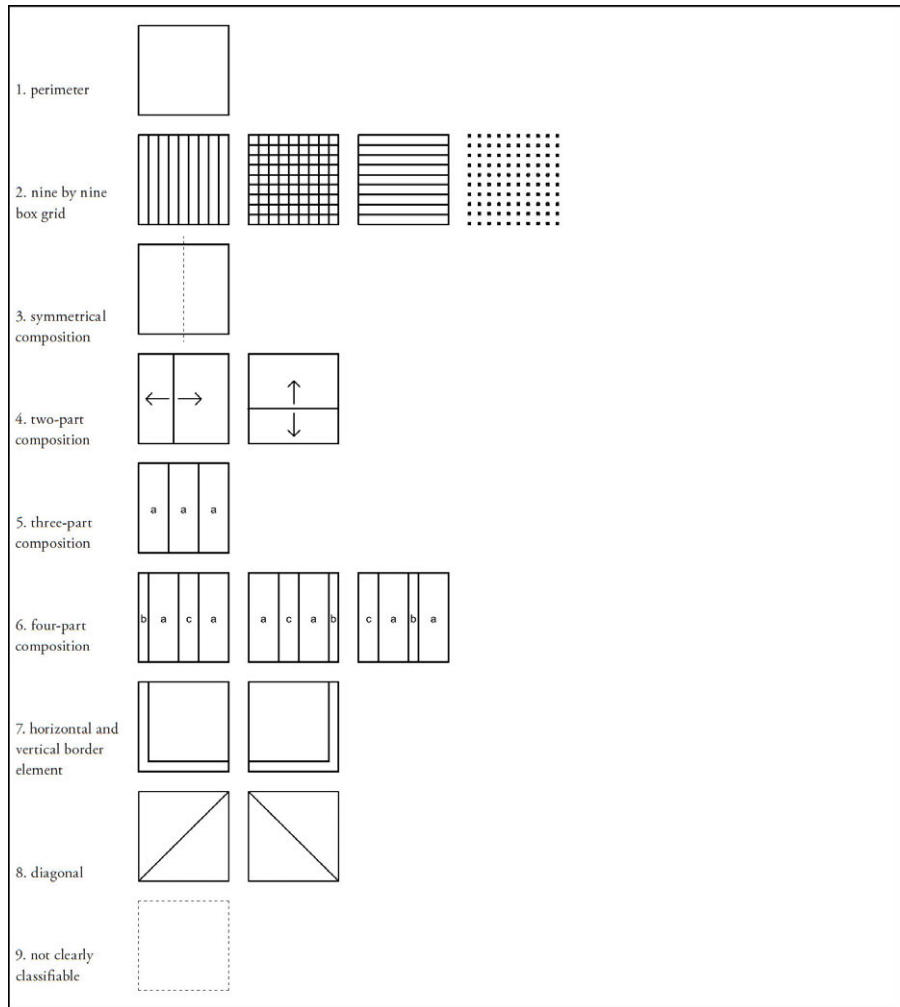 1. perimeter
2. nine by nine
box grid
3. symmetrical
composition
4. two-part
composition
5. three-part
composition
a a a
6. four-part
composition
b a c a
a c a b
c a b a
7. horizontal and
vertical border
element
8. diagonal
9. not clearly
classifiable